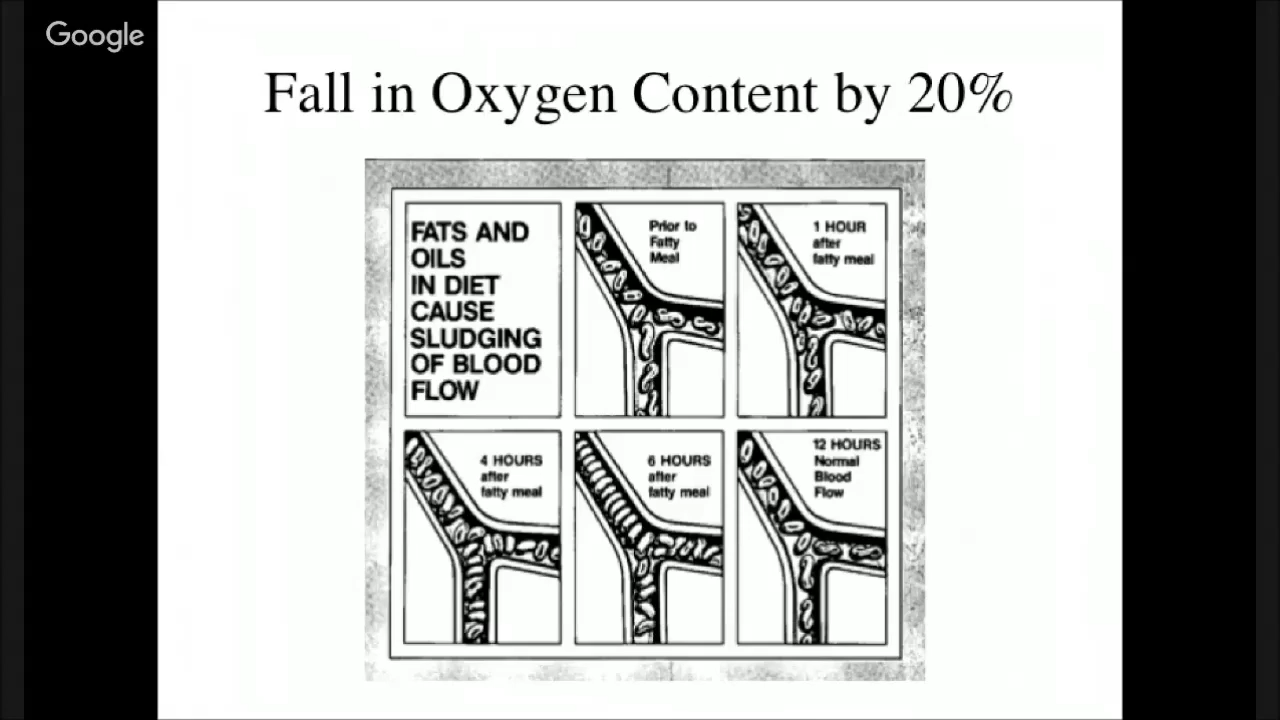 Google
Fall in Oxygen Content by 20%
FATS AND
OILS
IN DIET
CAUSE
SLUDGING
OF BLOOD
FLOW
Prior to
Fatty
Meal
1 HOUR
after
fatty meal
4 HOURS
after
fatty meal
6 HOURS
after
fatty meal
12 HOURS
Normal
Blood
Flow